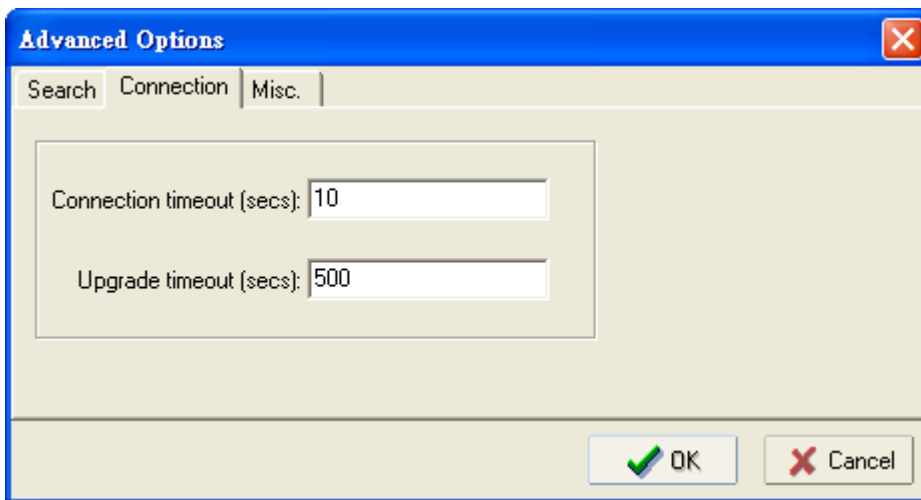 Advanced Options
Search Connection Misc.
Connection timeout (secs): 10
Upgrade timeout (secs): 500
OK Cancel